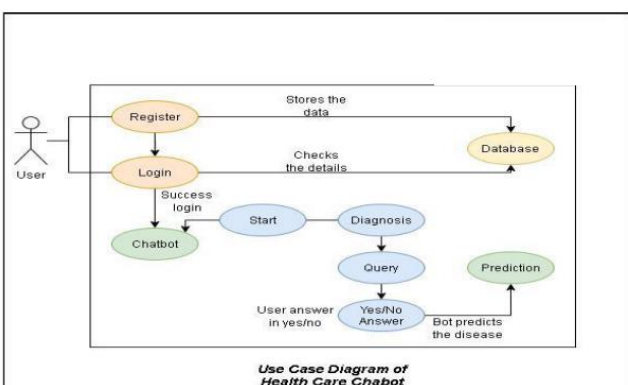 Stores the
data
Register
Database
User
Login
Checks
the details
Success
login
Start
Diagnosis
Chatbot
Query
Prediction
User answer
in yes/no
Yes/No
Answer
Bot predicts
the disease
Use Case Diagram of
Health Care Chabot